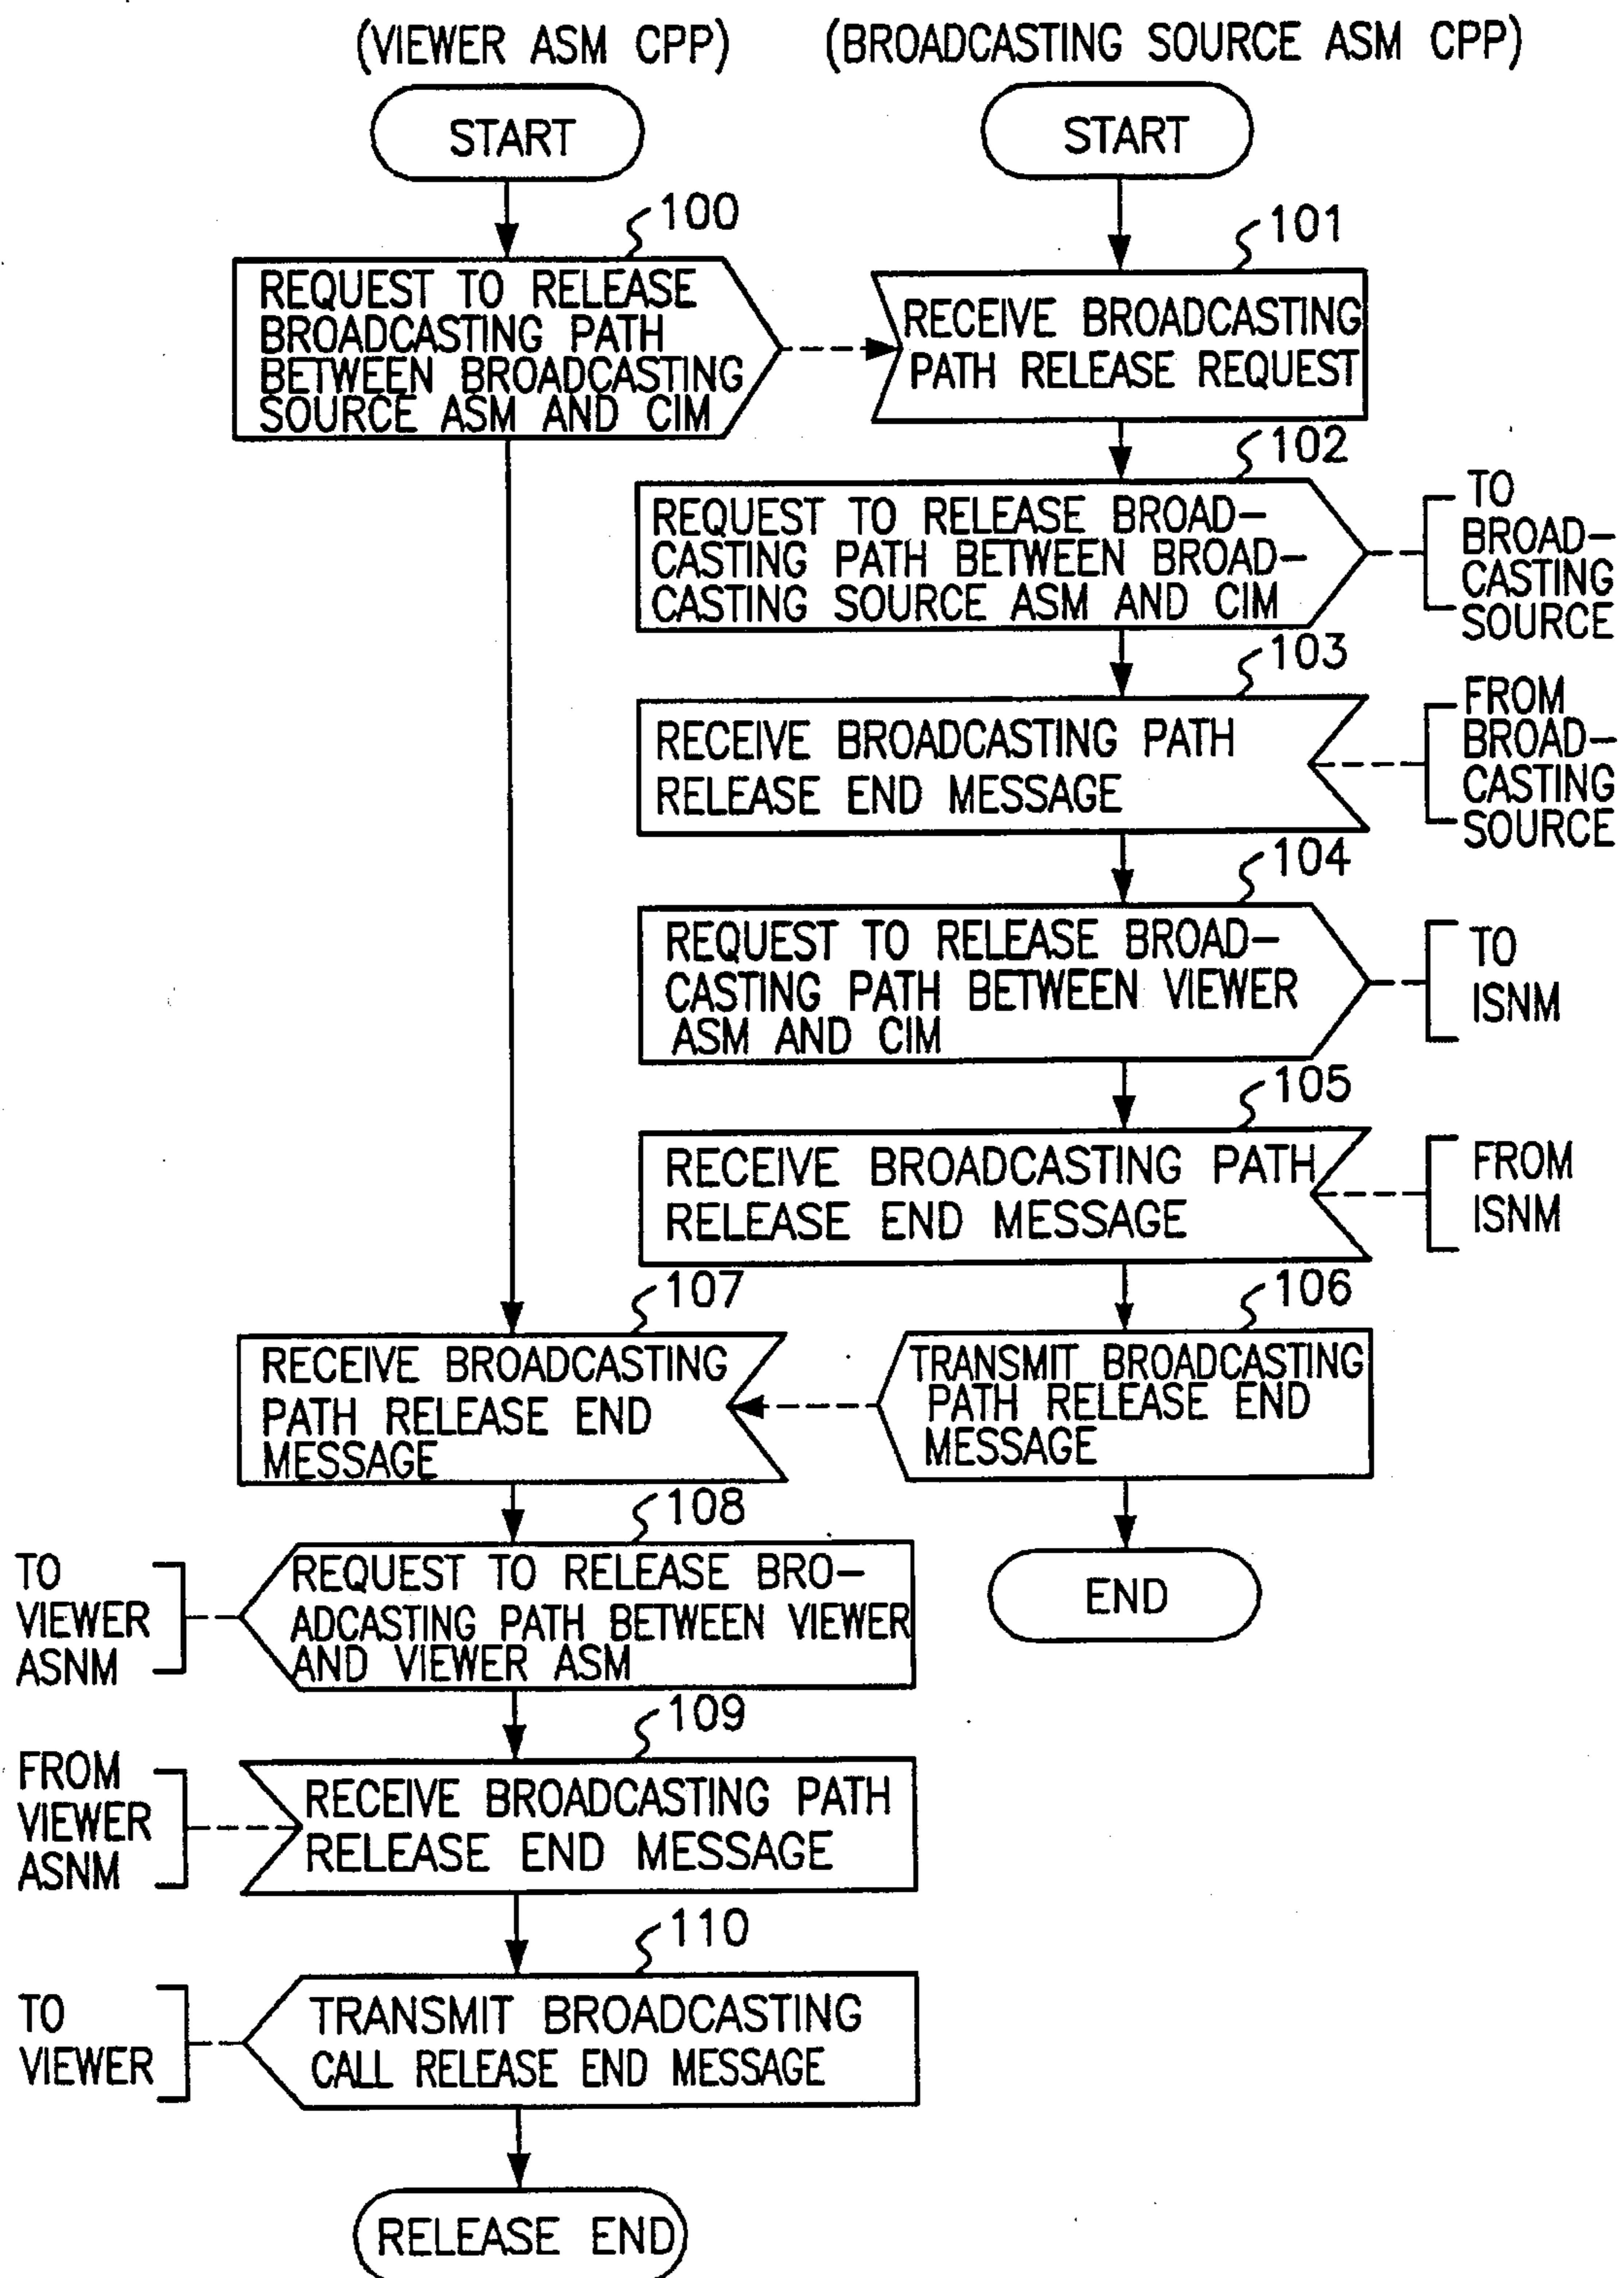 (VIEWER ASM CPP)
(BROADCASTING SOURCE ASM CPP)
START
START
100
101
REQUEST TO RELEASE
BROADCASTING PATH
BETWEEN BROADCASTING
SOURCE ASM AND CIM
RECEIVE BROADCASTING
PATH RELEASE REQUEST
102
REQUEST TO RELEASE BROAD-
CASTING PATH BETWEEN BROAD-
CASTING SOURCE ASM AND CIM
TO
BROAD-
CASTING
SOURCE
103
RECEIVE BROADCASTING PATH
RELEASE END MESSAGE
FROM
BROAD-
CASTING
SOURCE
104
REQUEST TO RELEASE BROAD-
CASTING PATH BETWEEN VIEWER
ASM AND CIM
TO
ISNM
105
RECEIVE BROADCASTING PATH
RELEASE END MESSAGE
FROM
ISNM
107
106
RECEIVE BROADCASTING
PATH RELEASE END
MESSAGE
TRANSMIT BROADCASTING
PATH RELEASE END
MESSAGE
108
TO
VIEWER
ASNM
REQUEST TO RELEASE BRO-
ADCASTING PATH BETWEEN VIEWER
AND VIEWER ASM
END
109
FROM
VIEWER
ASNM
RECEIVE BROADCASTING PATH
RELEASE END MESSAGE
110
TO
VIEWER
TRANSMIT BROADCASTING
CALL RELEASE END MESSAGE
RELEASE END